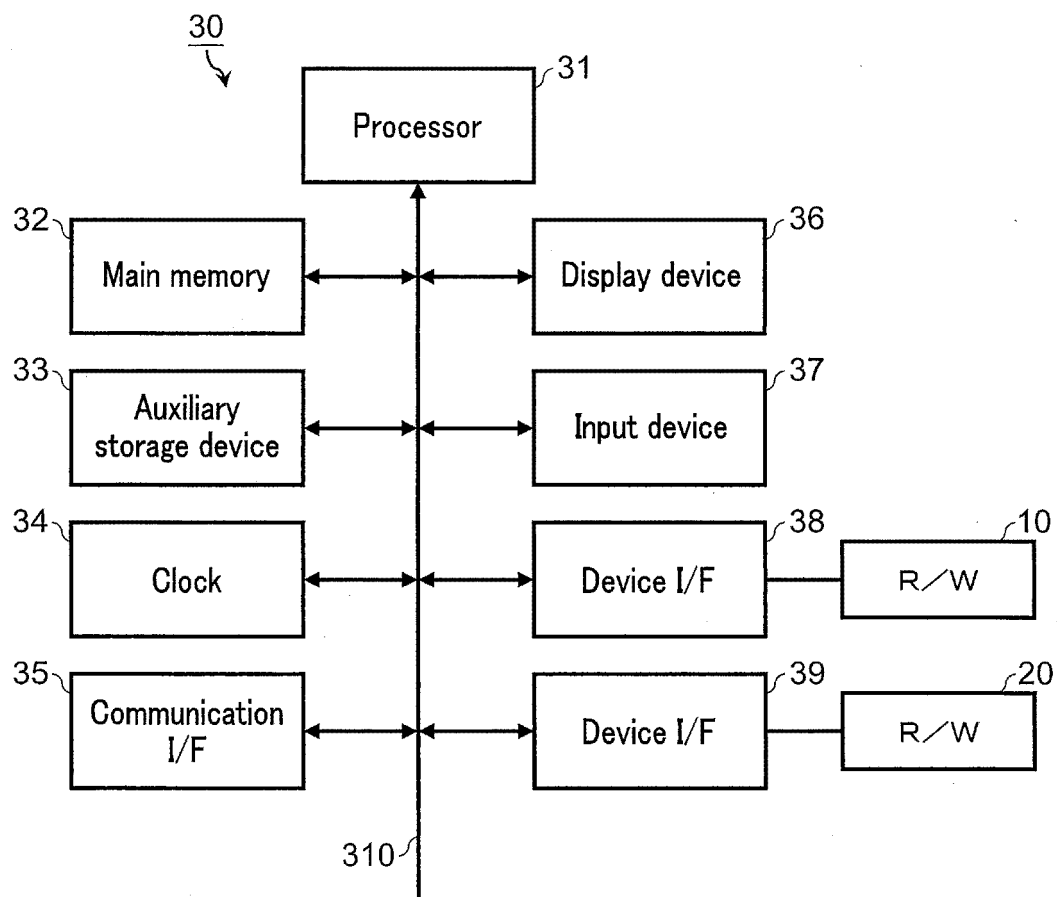 30
31
Processor
32
Main memory
36
Display device
33
Auxiliary
storage device
37
Input device
34
Clock
38
Device I/F
10
R/W
35
Communication
I/F
39
Device I/F
20
R/W
310